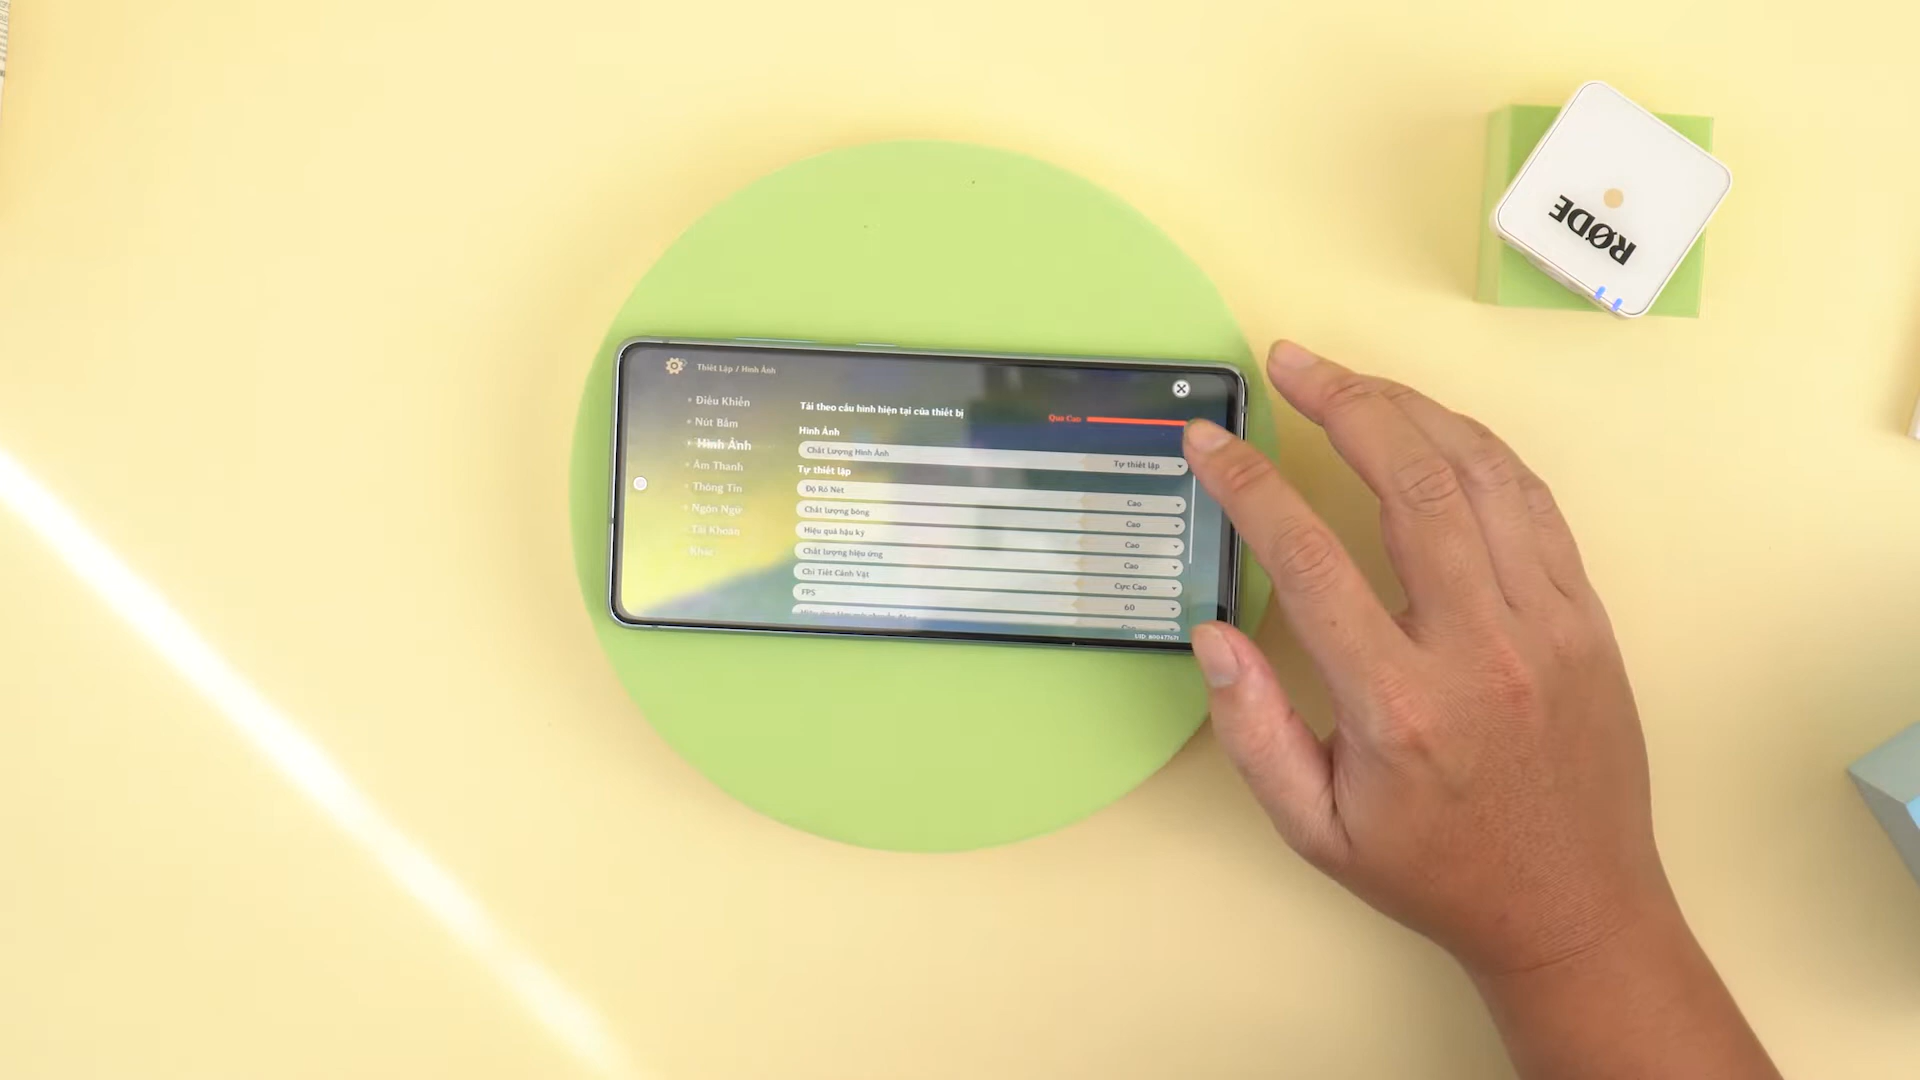 Thiết Lập / Hình Ảnh
Điều Khiển
Nút Bấm
Hình Ảnh
Âm Thanh
Thông Tin
Ngôn Ngữ
Tài Khoản
Khác
Tải theo cấu hình hiện tại của thiết bị
Quá Cao
Hình Ảnh
Chất Lượng Hình Ảnh Tự thiết lập
Tự thiết lập
Độ Rõ Nét Cao
Chất lượng bóng Cao
Hiệu quả hậu kỳ Cao
Chất lượng hiệu ứng Cao
Chi Tiết Cảnh Vật Cực Cao
FPS 60
RØDE